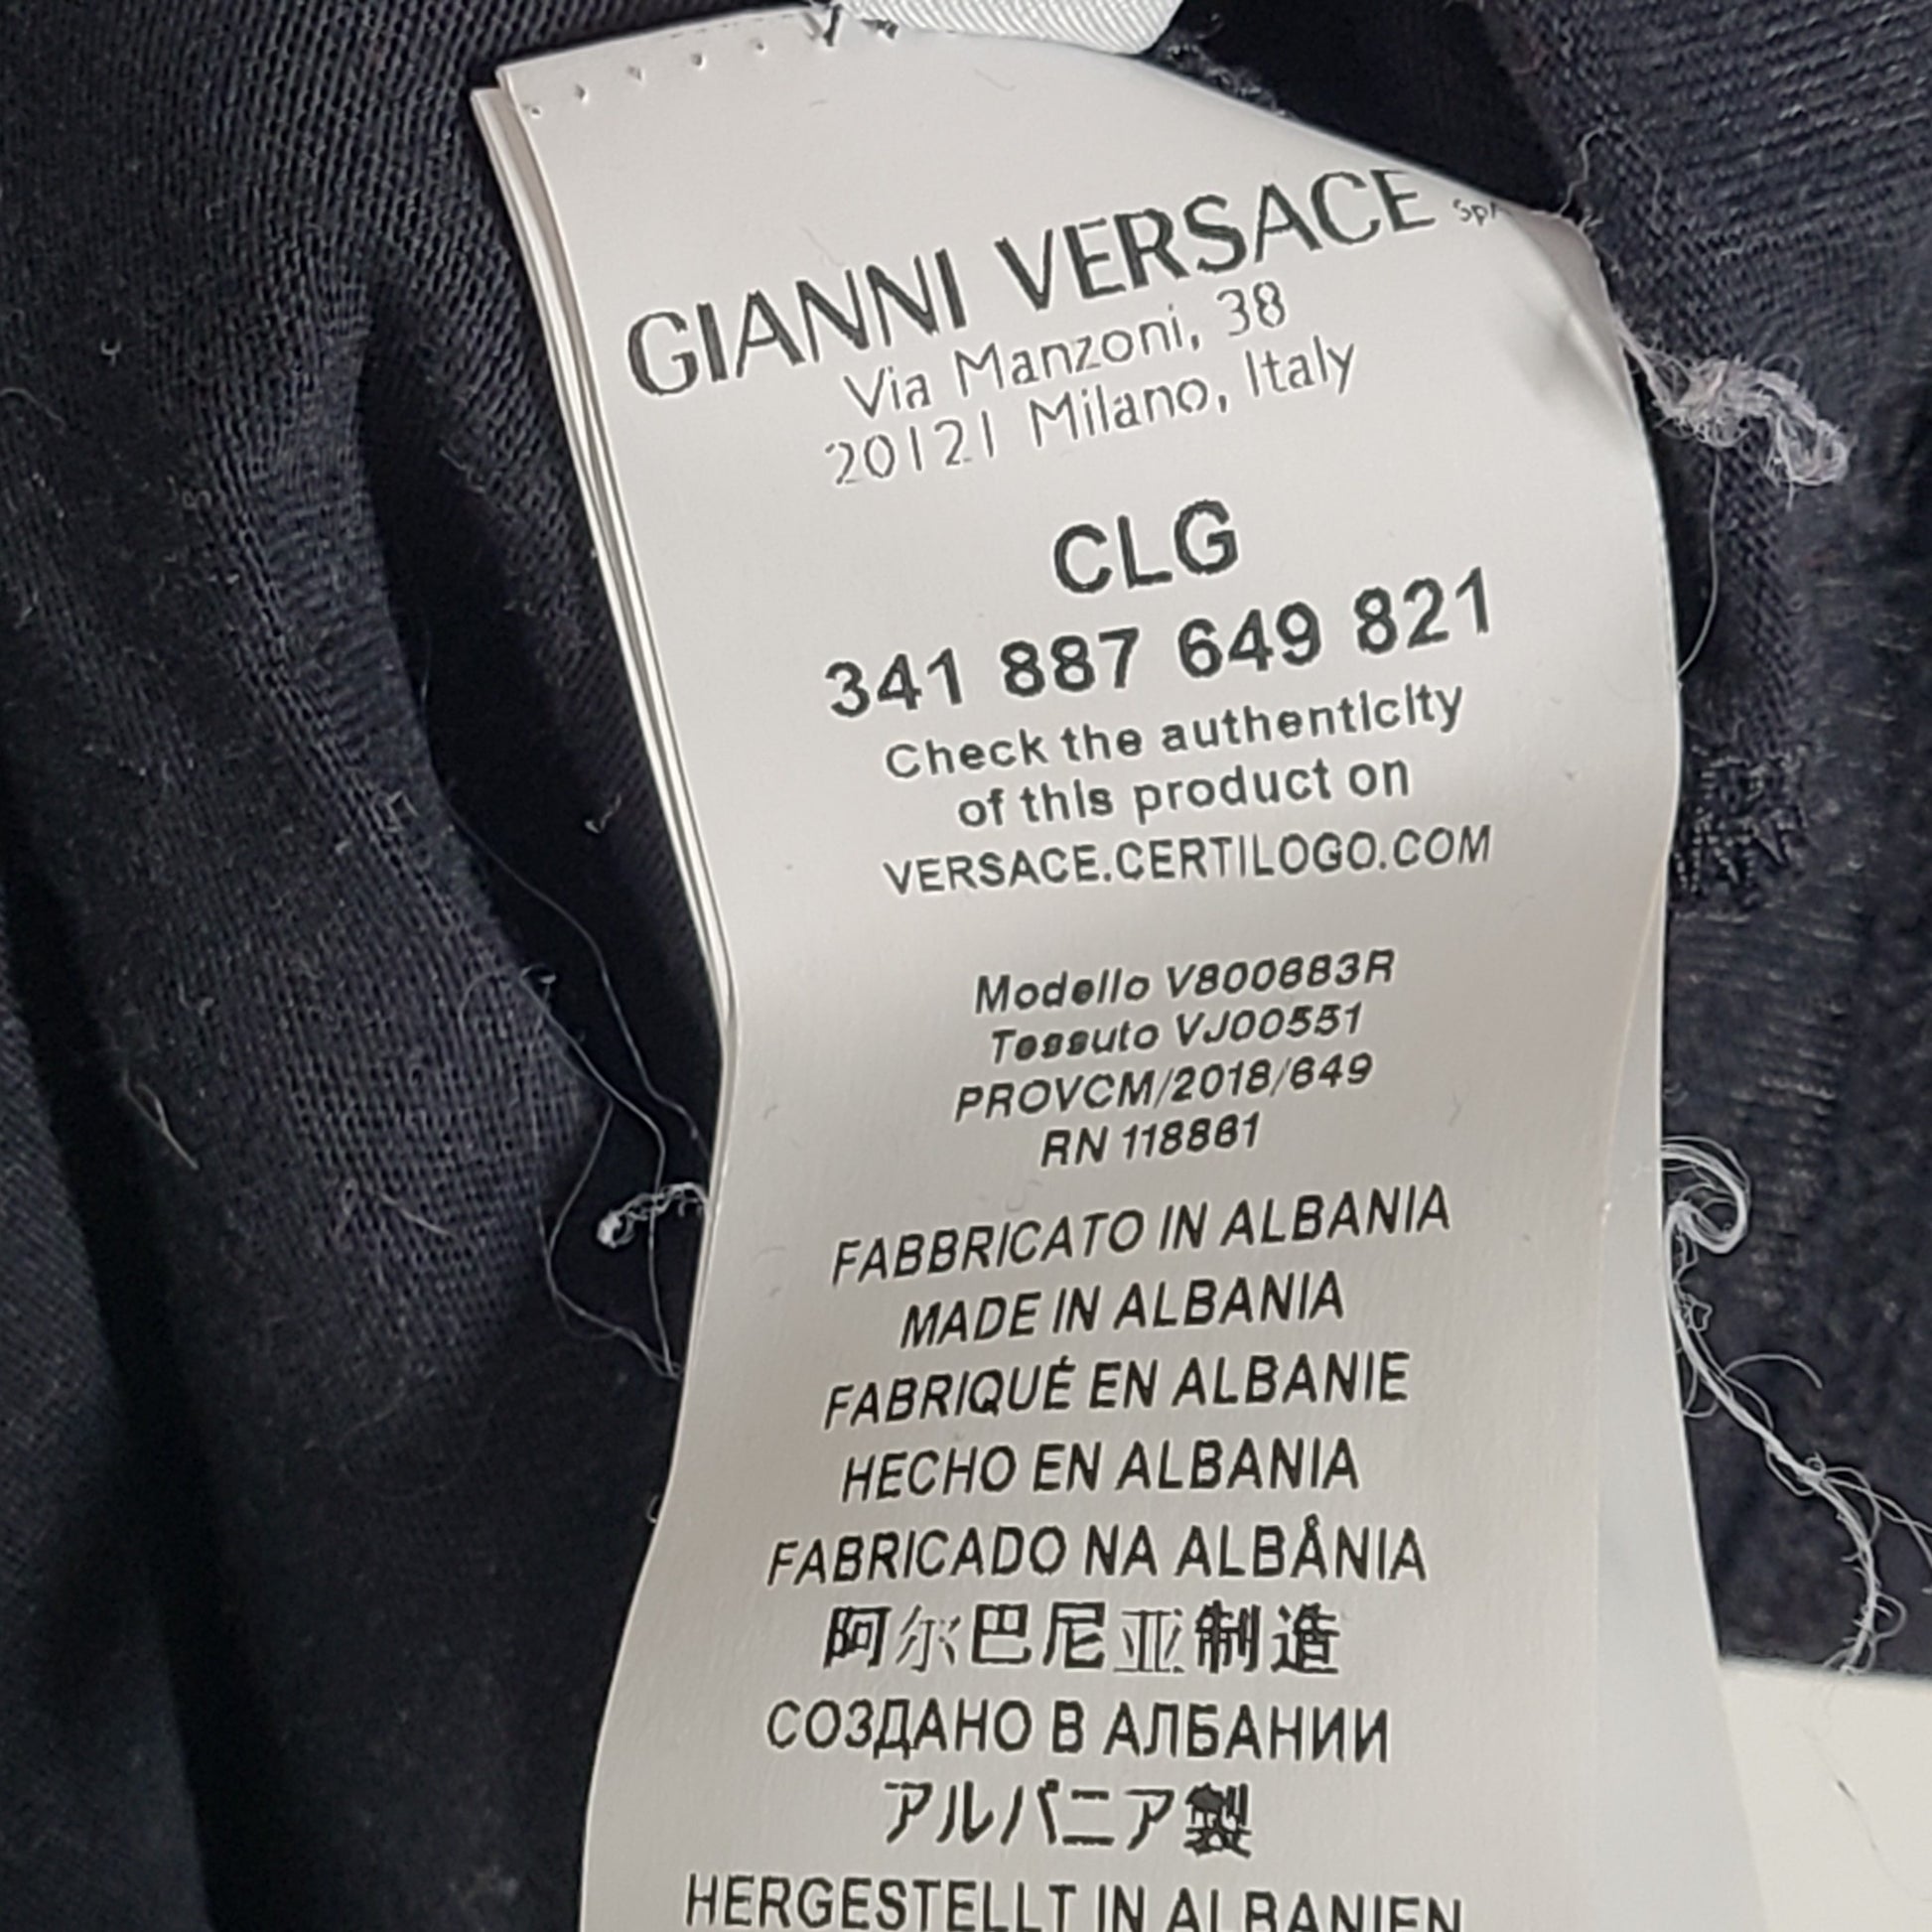 GIANNI VERSACE Spa
Via Manzoni, 38
20121 Milano, Italy
CLG
341 887 649 821
Check the authenticity
of this product on
VERSACE.CERTILOGO.COM
Modello V800683R
Tessuto VJ00551
PROVCM/2018/649
RN 118861
FABBRICATO IN ALBANIA
MADE IN ALBANIA
FABRIQUÉ EN ALBANIE
HECHO EN ALBANIA
FABRICADO NA ALBÂNIA
阿尔巴尼亚制造
СОЗДАНО В АЛБАНИИ
アルバニア製
HERGESTELLT IN ALBANIEN